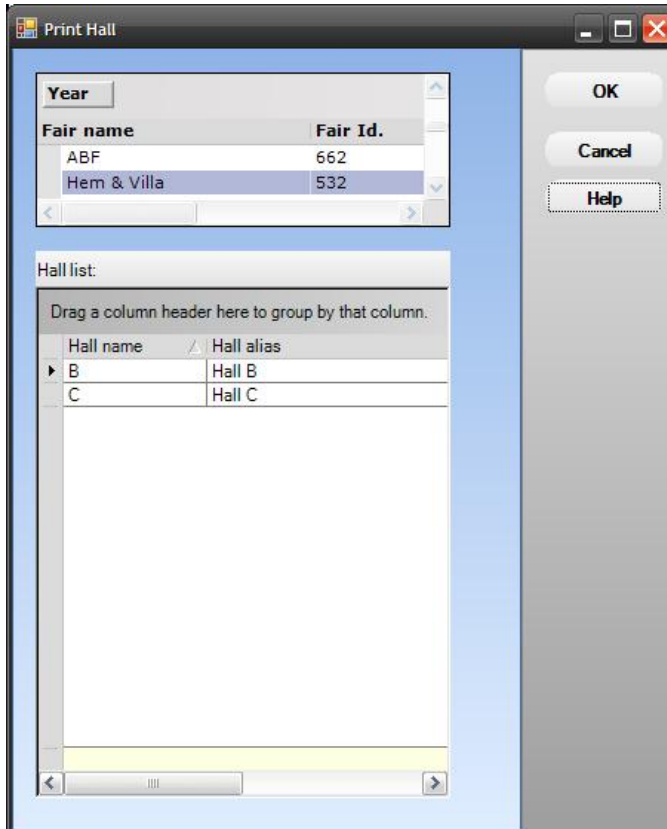 Print Hall
Year
Fair name Fair Id.
ABF 662
Hem & Villa 532
OK
Cancel
Help
Hall list:
Drag a column header here to group by that column.
Hall name Hall alias
B Hall B
C Hall C